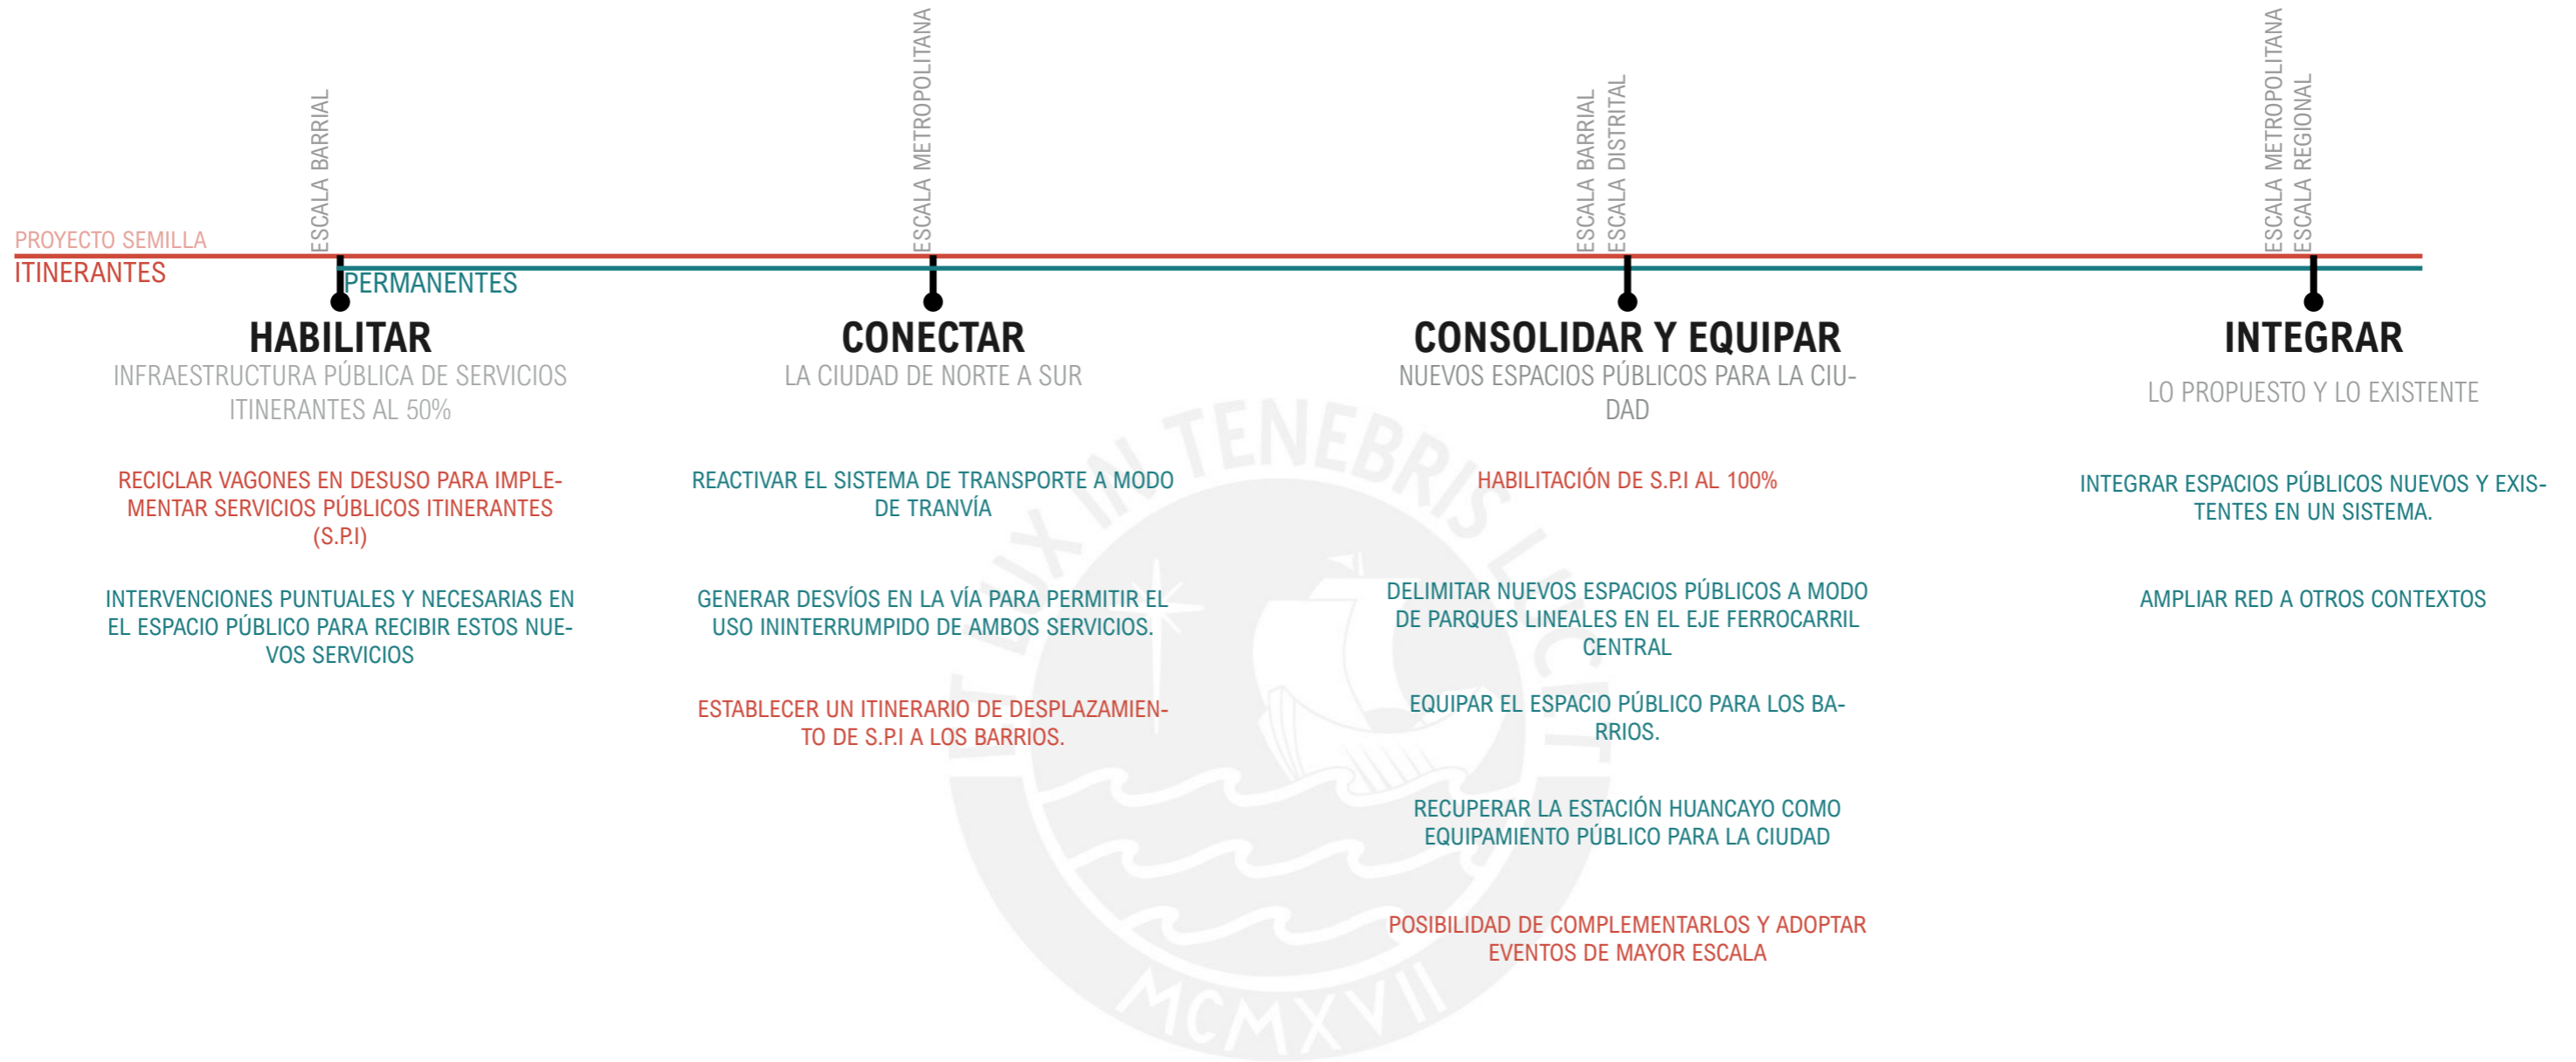 ESCALA BARRIAL
ESCALA METROPOLITANA
ESCALA BARRIAL
ESCALA DISTRITAL
ESCALA METROPOLITANA
ESCALA REGIONAL
PROYECTO SEMILLA
ITINERANTES
PERMANENTES
HABILITAR
INFRAESTRUCTURA PÚBLICA DE SERVICIOS
ITINERANTES AL 50%
RECICLAR VAGONES EN DESUSO PARA IMPLE-
MENTAR SERVICIOS PÚBLICOS ITINERANTES
(S.P.I)
INTERVENCIONES PUNTUALES Y NECESARIAS EN
EL ESPACIO PÚBLICO PARA RECIBIR ESTOS NUE-
VOS SERVICIOS
CONECTAR
LA CIUDAD DE NORTE A SUR
REACTIVAR EL SISTEMA DE TRANSPORTE A MODO
DE TRANVÍA
GENERAR DESVÍOS EN LA VÍA PARA PERMITIR EL
USO ININTERRUMPIDO DE AMBOS SERVICIOS.
ESTABLECER UN ITINERARIO DE DESPLAZAMIEN-
TO DE S.P.I A LOS BARRIOS.
CONSOLIDAR Y EQUIPAR
NUEVOS ESPACIOS PÚBLICOS PARA LA CIU-
DAD
HABILITACIÓN DE S.P.I AL 100%
DELIMITAR NUEVOS ESPACIOS PÚBLICOS A MODO
DE PARQUES LINEALES EN EL EJE FERROCARRIL
CENTRAL
EQUIPAR EL ESPACIO PÚBLICO PARA LOS BA-
RRIOS.
RECUPERAR LA ESTACIÓN HUANCAYO COMO
EQUIPAMIENTO PÚBLICO PARA LA CIUDAD
POSIBILIDAD DE COMPLEMENTARLOS Y ADOPTAR
EVENTOS DE MAYOR ESCALA
INTEGRAR
LO PROPUESTO Y LO EXISTENTE
INTEGRAR ESPACIOS PÚBLICOS NUEVOS Y EXIS-
TENTES EN UN SISTEMA.
AMPLIAR RED A OTROS CONTEXTOS
ET LUX IN TENEBRIS LUCET
MCMXVII